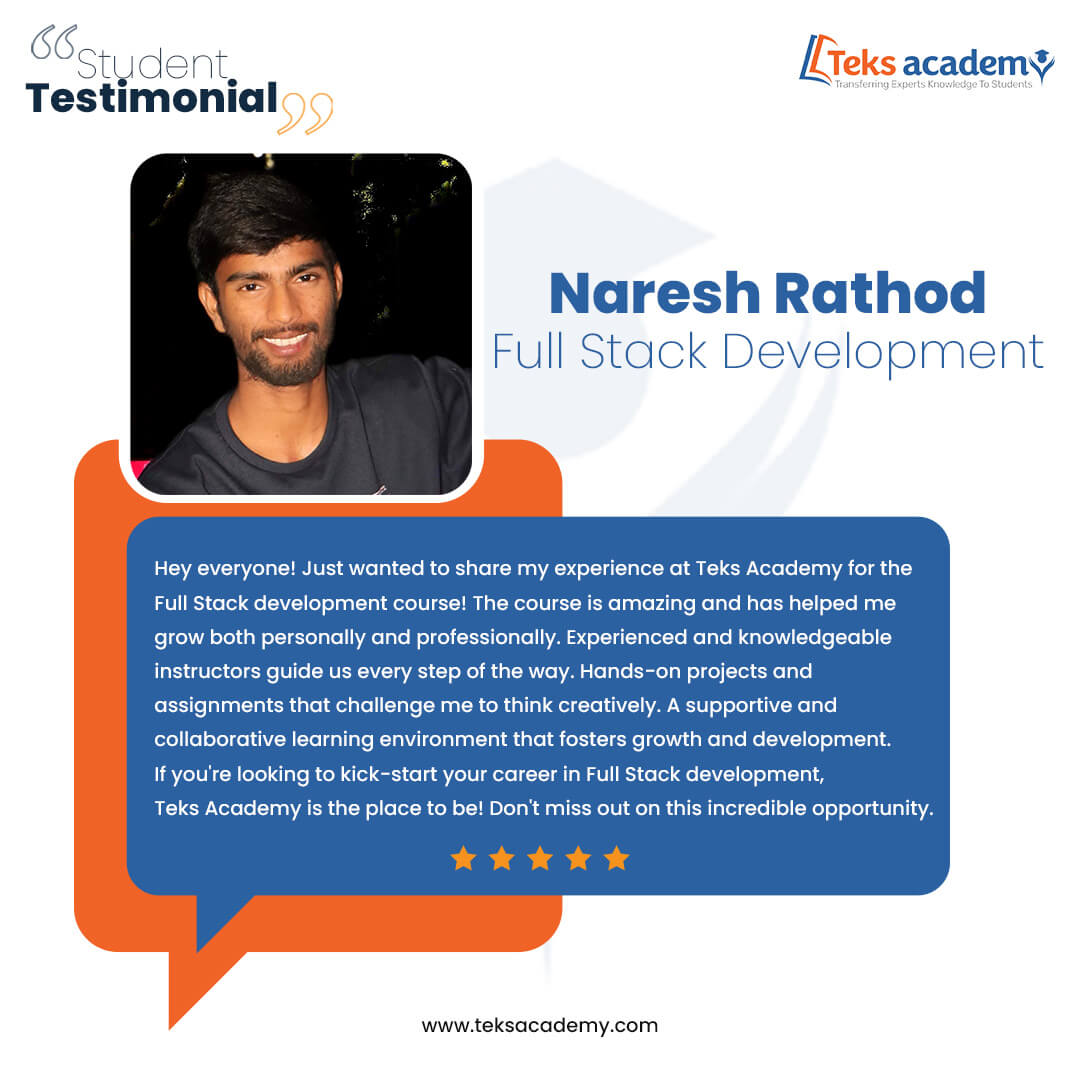 Student
Testimonial
Teks academy
Transferring Experts Knowledge To Students
Naresh Rathod
Full Stack Development
Hey everyone! Just wanted to share my experience at Teks Academy for the
Full Stack development course! The course is amazing and has helped me
grow both personally and professionally. Experienced and knowledgeable
instructors guide us every step of the way. Hands-on projects and
assignments that challenge me to think creatively. A supportive and
collaborative learning environment that fosters growth and development.
If you're looking to kick-start your career in Full Stack development,
Teks Academy is the place to be! Don't miss out on this incredible opportunity.
www.teksacademy.com